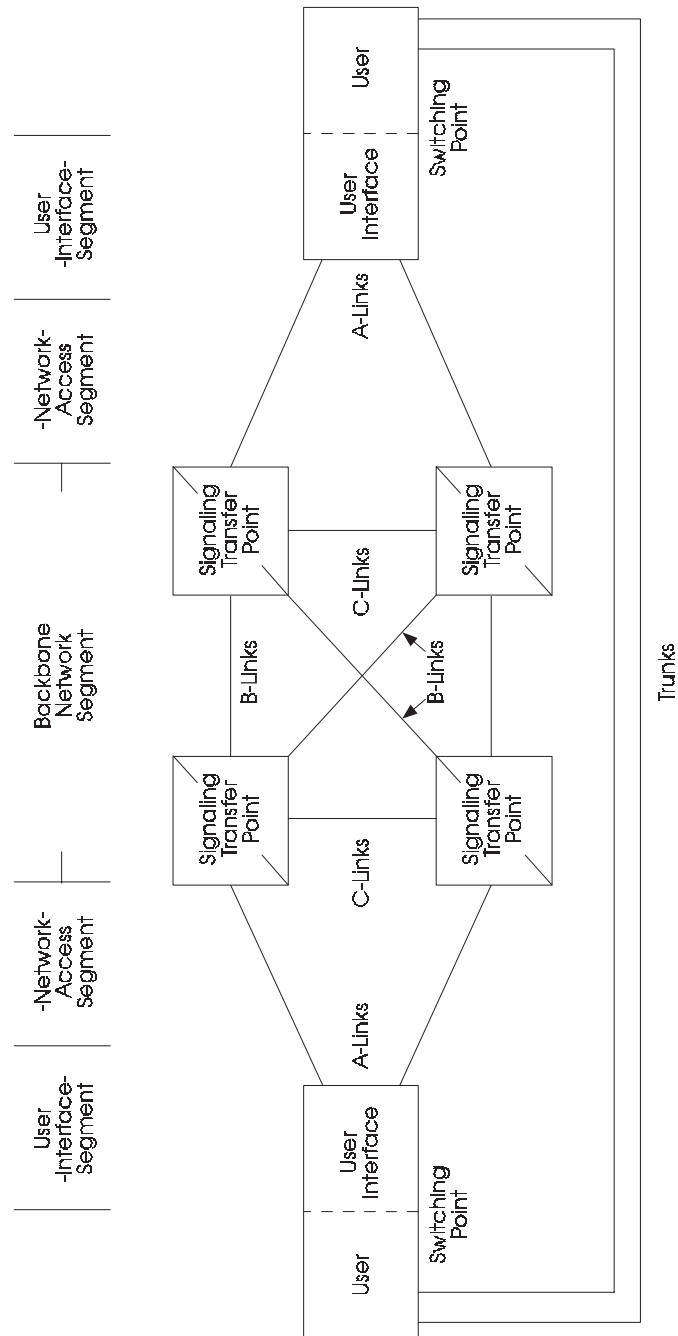 User
-Interface-
Segment
-Network-
Access
Segment
Backbone
Network
Segment
-Network-
Access
Segment
User
-Interface-
Segment
Signaling
Transfer
Point
B-Links
Signaling
Transfer
Point
User
User
Interface
A-Links
C-Links
C-Links
A-Links
User
Interface
User
Switching
Point
Signaling
Transfer
Point
B-Links
Signaling
Transfer
Point
Switching
Point
Trunks